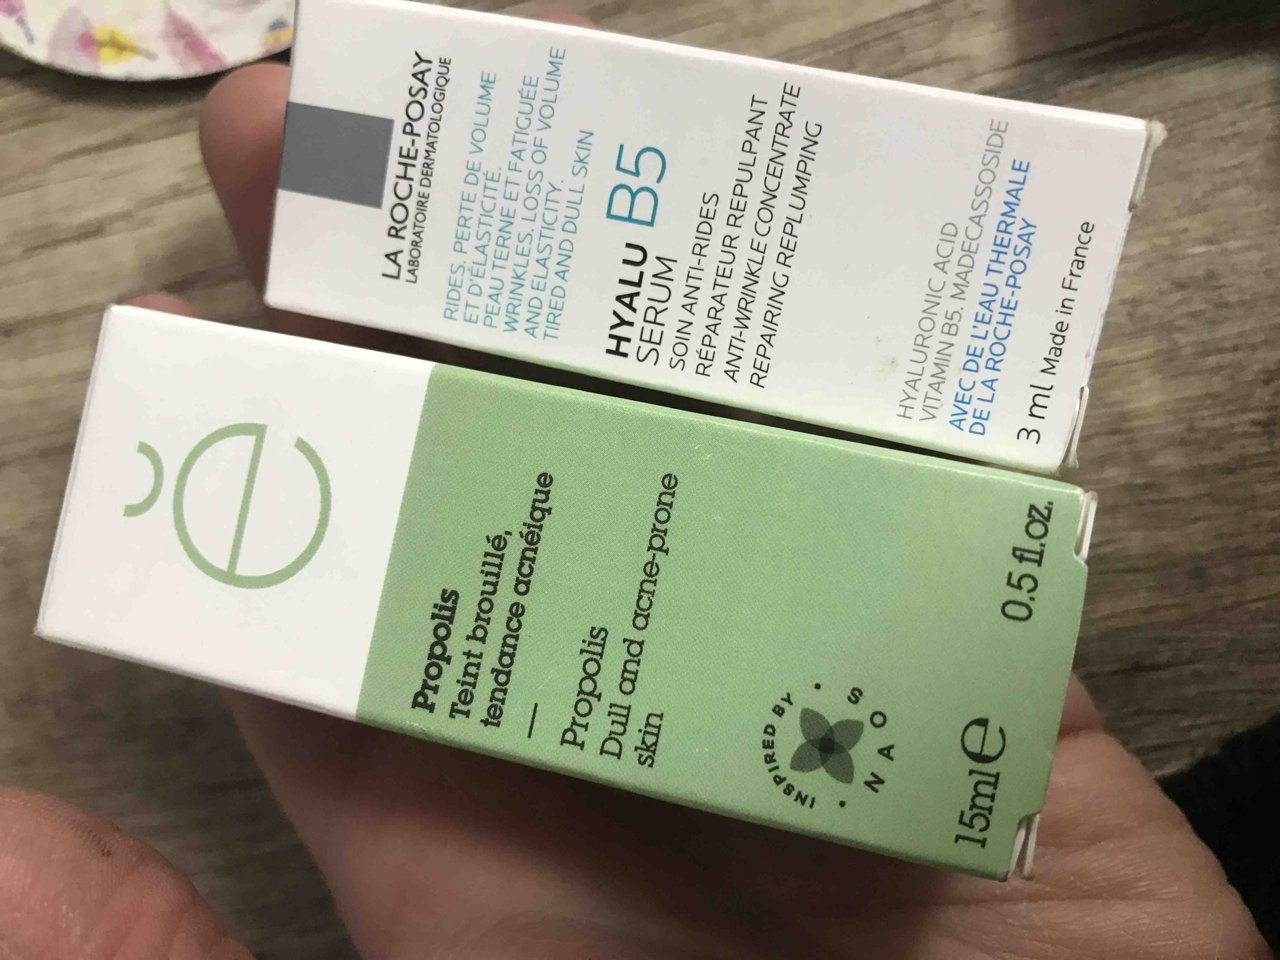 LA ROCHE-POSAY
LABORATOIRE DERMATOLOGIQUE
RIDES, PERTE DE VOLUME
ET D'ÉLASTICITÉ.
PEAU TERNE ET FATIGUÉE
WRINKLES, LOSS OF VOLUME
AND ELASTICITY.
TIRED AND DULL SKIN
HYALU B5
SERUM
SOIN ANTI-RIDES
RÉPARATEUR REPULPANT
ANTI-WRINKLE CONCENTRATE
REPAIRING REPLUMPING
HYALURONIC ACID
VITAMIN B5. MADECASSOSIDE
AVEC DE L'EAU THERMALE
DE LA ROCHE-POSAY
3 ml Made in France
ĕ
Propolis
Teint brouillé,
tendance acnéique
—
Propolis
Dull and acne-prone
skin
INSPIRED BY
NAOS
15ml e 0.5 fl.oz.